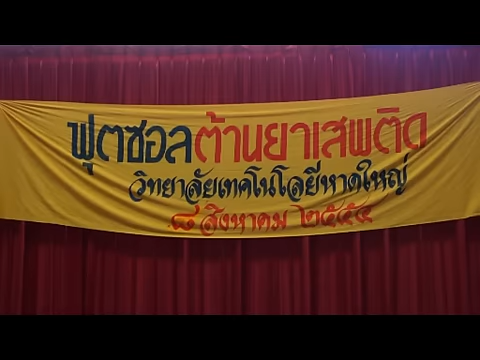 ฟุตซอลต้านยาเสพติด
วิทยาลัยเทคโนโลยีหาดใหญ่
๘ สิงหาคม ๒๕๕๔